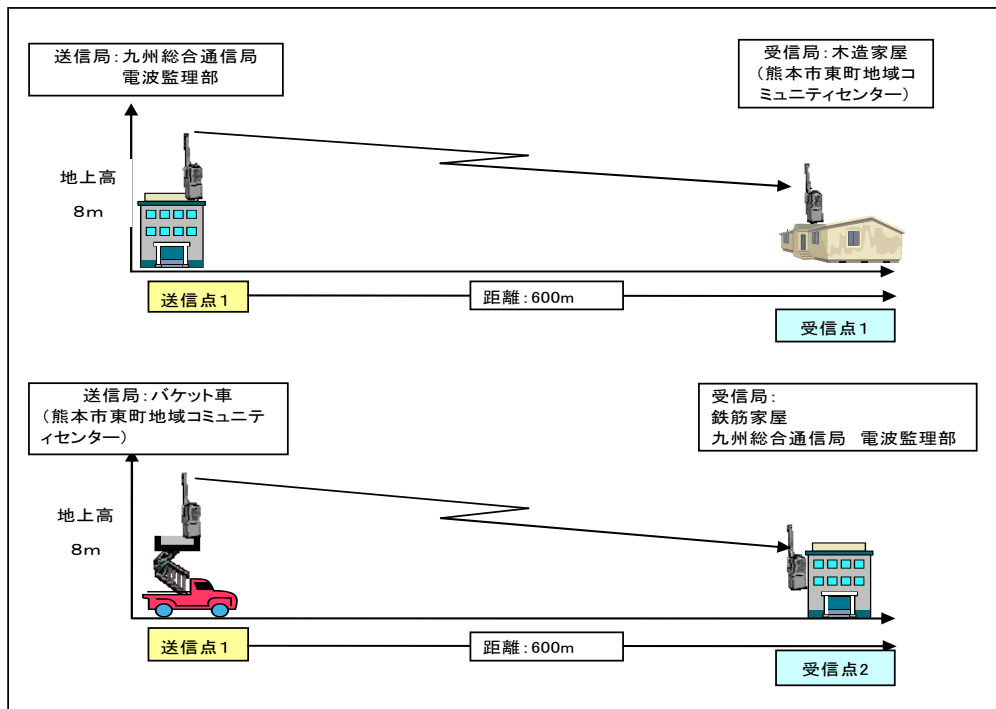 送信局:九州総合通信局
電波監理部
受信局:木造家屋
(熊本市東町地域コ
ミュニティセンター)
地上高
8m
送信点1
距離:600m
受信点1
送信局:バケット車
(熊本市東町地域コミュニテ
ィセンター)
受信局:
鉄筋家屋
九州総合通信局 電波監理部
地上高
8m
送信点1
距離:600m
受信点2